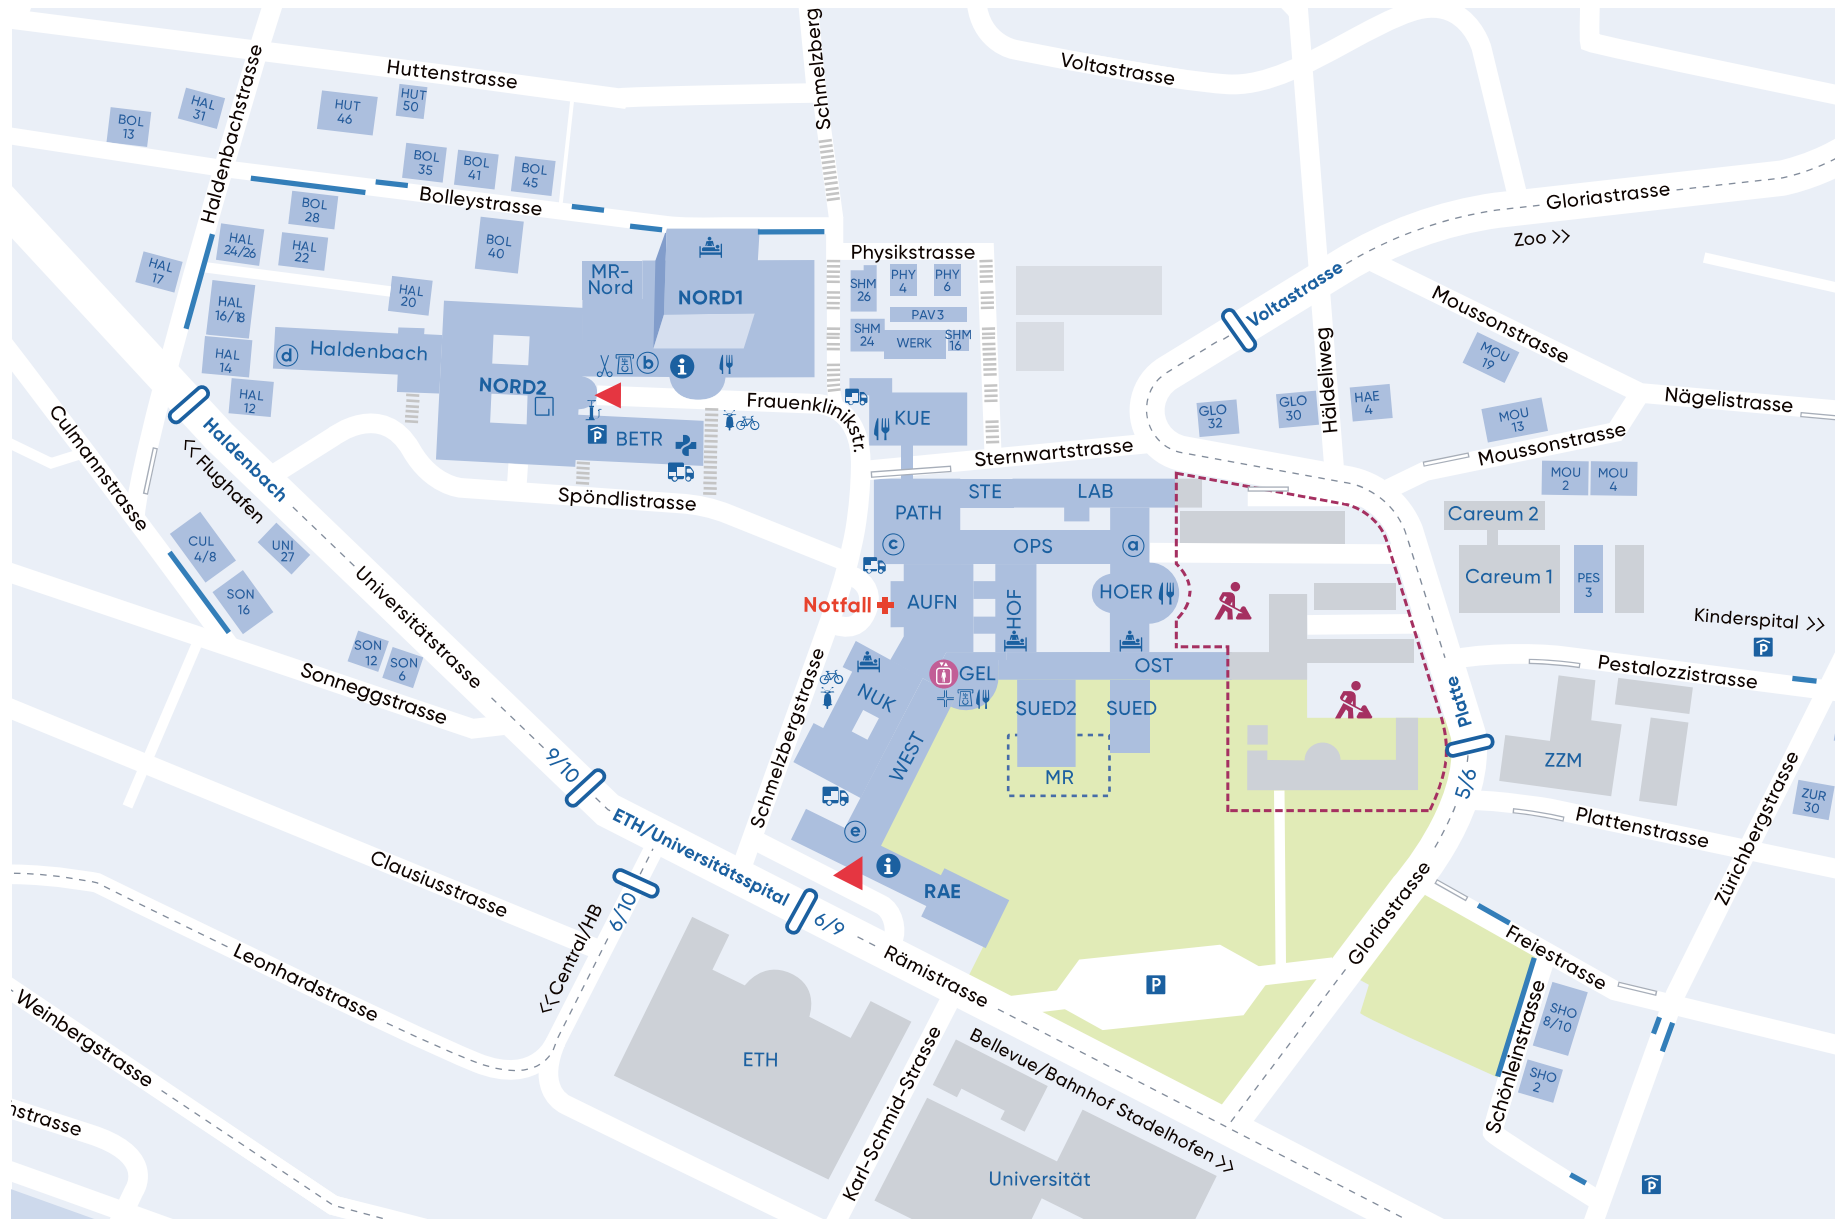 Huttenstrasse
Haldenbachstrasse
Schmelzberg
Voltastrasse
HAL
31
BOL
13
HUT
46
HUT
50
BOL
35
BOL
41
BOL
45
Bolleystrasse
BOL
28
HAL
24/26
HAL
22
BOL
40
HAL
17
HAL
20
HAL
16/18
HAL
14
HAL
12
d
Haldenbach
MR-
Nord
NORD1
NORD2
b
i
BETR
P
Physikstrasse
SHM
26
PHY
4
PHY
6
PAV3
SHM
24
WERK
SHM
16
Frauenklinikstr.
KUE
Sternwartstrasse
Gloriastrasse
Zoo
Voltastrasse
Häldeliweg
Moussonstrasse
MOU
19
Nägelistrasse
GLO
32
GLO
30
HAE
4
MOU
13
Moussonstrasse
MOU
2
MOU
4
Haldenbach
Flughafen
Culmannstrasse
Spöndlistrasse
CUL
4/8
UNI
27
SON
16
SON
12
SON
6
Universitätstrasse
Sonneggstrasse
STE
LAB
PATH
c
OPS
a
AUFN
HOF
HOER
Notfall
GEL
OST
NUK
WEST
SUED2
SUED
MR
e
i
RAE
Schmelzbergstrasse
Careum 2
Careum 1
PES
3
Kinderspital
P
Pestalozzistrasse
Platte
5/6
ZZM
Plattenstrasse
ZUR
30
Zürichbergstrasse
9/10
ETH/Universitätsspital
6/10
6/9
Central/HB
Clausiusstrasse
Leonhardstrasse
Weinbergstrasse
nstrasse
Rämistrasse
P
Gloriastrasse
Freiestrasse
SHO
8/10
SHO
2
Schönleinstrasse
P
ETH
Karl-Schmid-Strasse
Bellevue/Bahnhof Stadelhofen
Universität